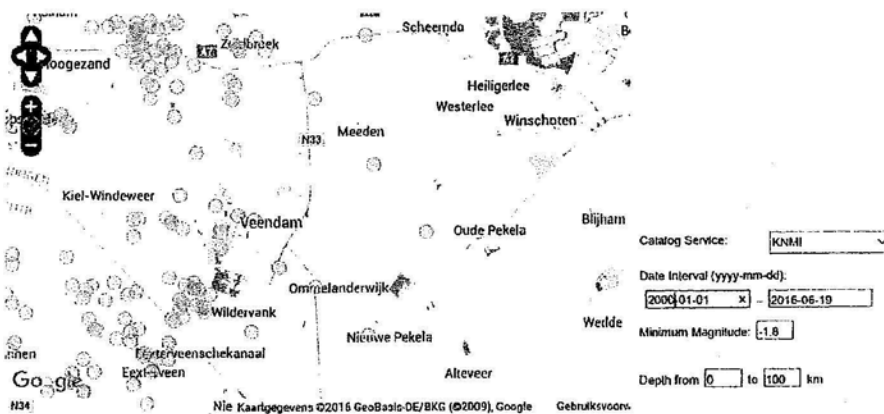 Scheemda
Zuidbroek
Hoogezand
Heiligerlee
Westerlee
Winschoten
N33
Meeden
Kiel-Windeweer
Veendam
Oude Pekela
Blijham
Ommelanderwijk
Wildervank
Nieuwe Pekela
Wedde
Eexterveenschekanaal
Alteveer
Google
N34
Nie Kaartgegevens ©2016 GeoBasis-DE/BKG (©2009), Google
Gebruiksvoorw
Catalog Service: KNMI
Date Interval (yyyy-mm-dd):
2000-01-01 × – 2016-06-19
Minimum Magnitude: -1.8
Depth from 0 to 100 km